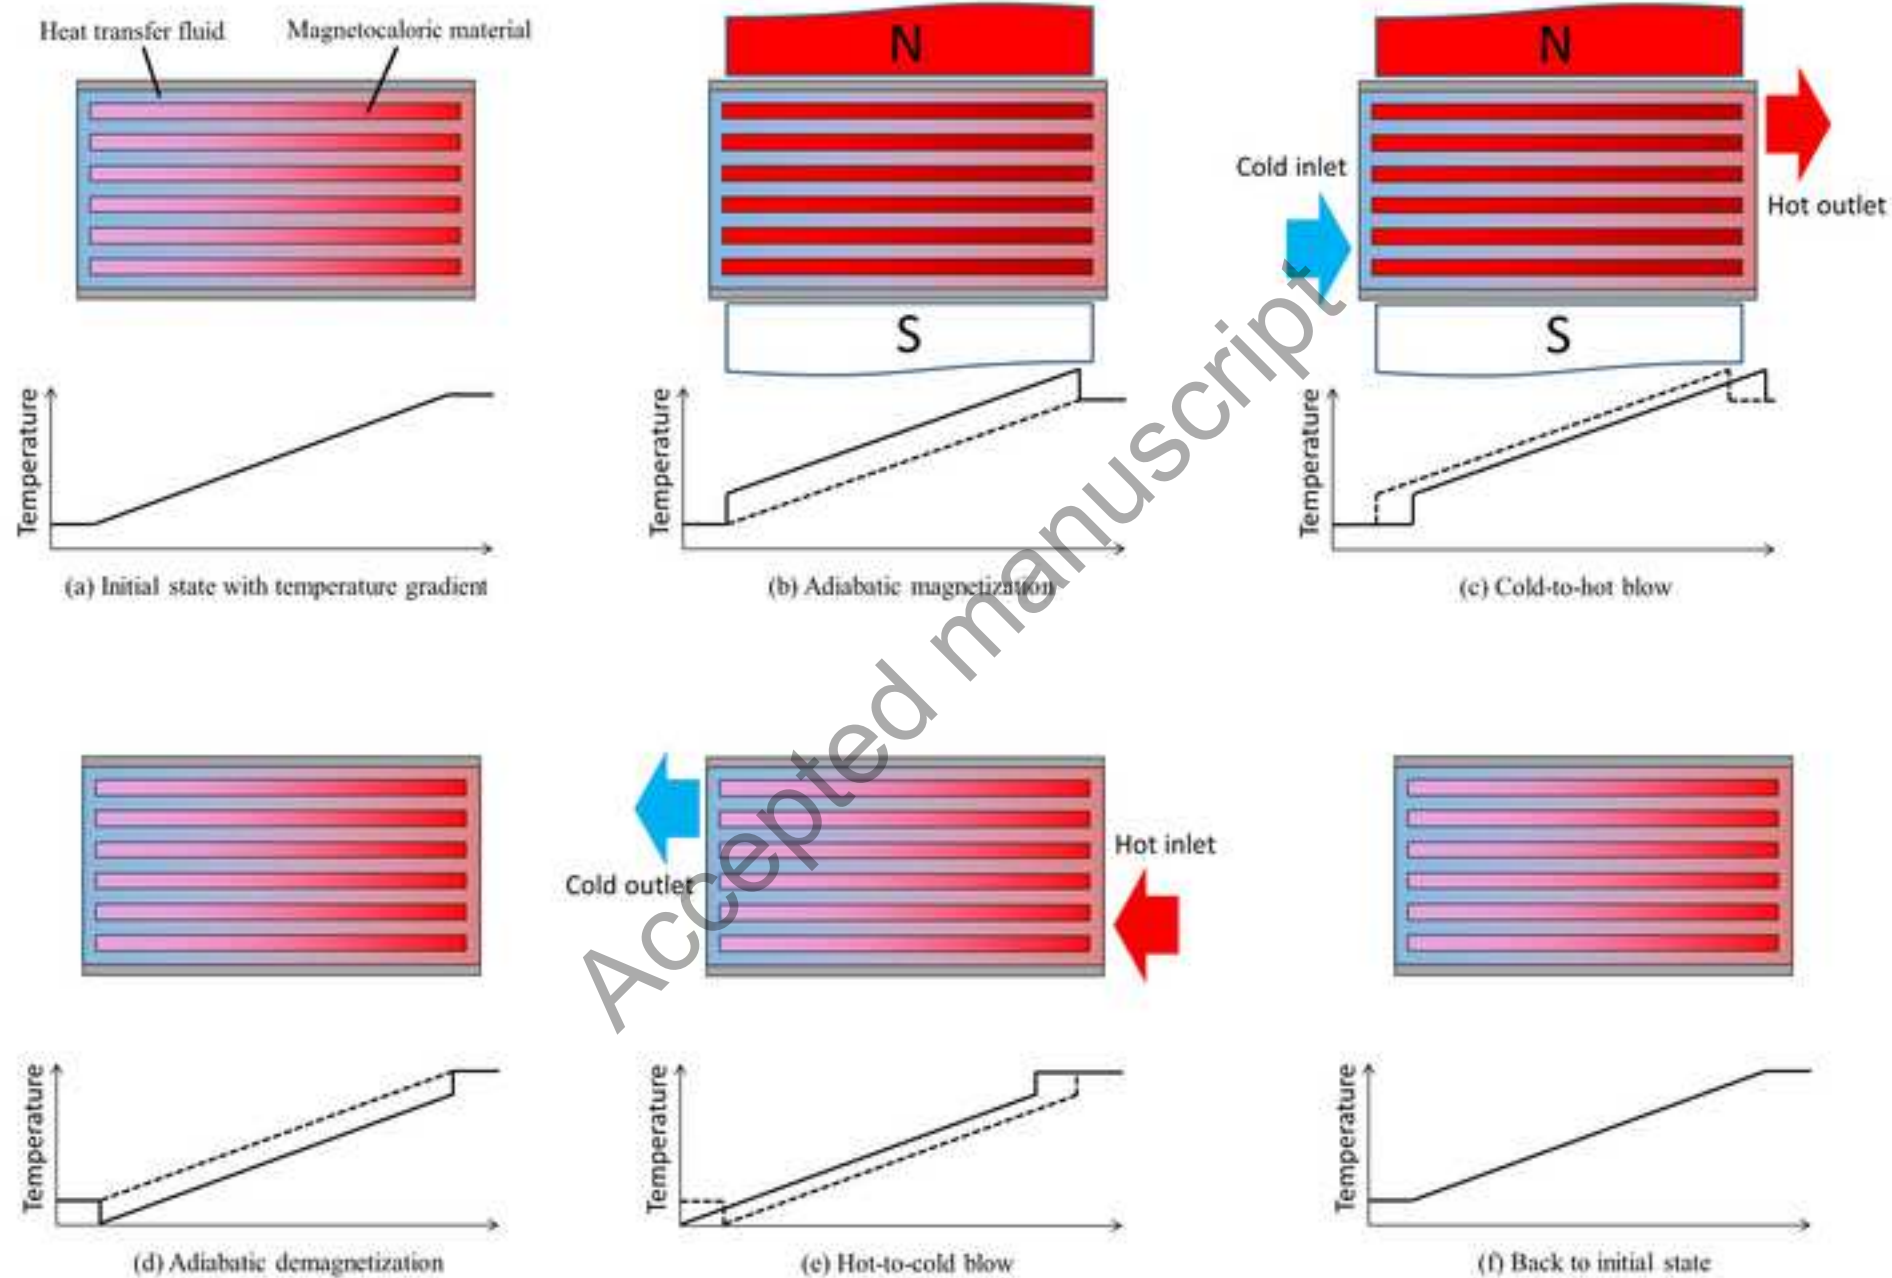 Heat transfer fluid
Magnetocaloric material
N
N
Cold inlet
Hot outlet
S
S
Temperature
Temperature
Temperature
(a) Initial state with temperature gradient
(b) Adiabatic magnetization
(c) Cold-to-hot blow
Accepted manuscript
Cold outlet
Hot inlet
Temperature
Temperature
Temperature
(d) Adiabatic demagnetization
(e) Hot-to-cold blow
(f) Back to initial state